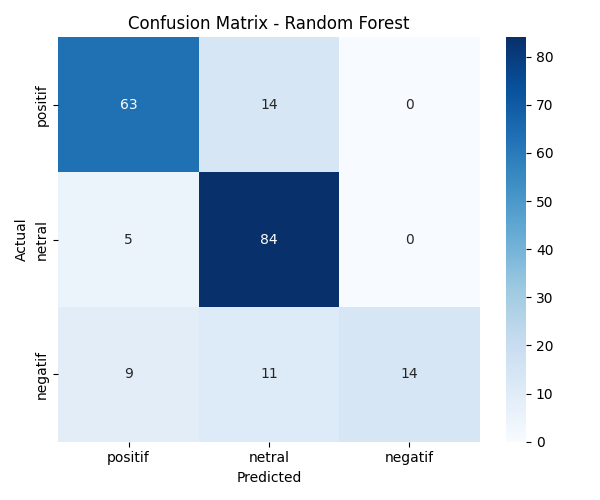 Confusion Matrix - Random Forest
Actual
positif
63 14 0
netral
5 84 0
negatif
9 11 14
positif netral negatif
Predicted
80
70
60
50
40
30
20
10
0